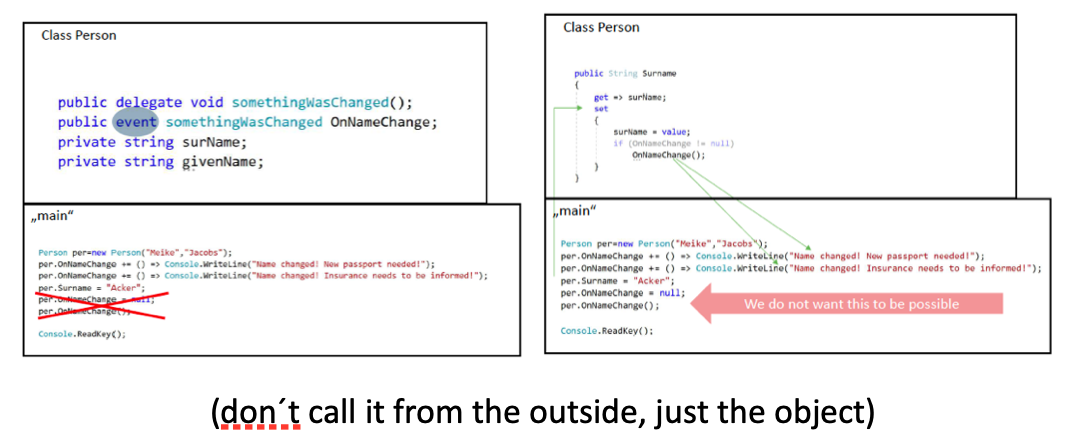 Class Person
public delegate void somethingWasChanged();
public event somethingWasChanged OnNameChange;
private string surName;
private string givenName;
„main“
Person per=new Person("Meike","Jacobs");
per.OnNameChange += () => Console.WriteLine("Name changed! New passport needed!");
per.OnNameChange += () => Console.WriteLine("Name changed! Insurance needs to be informed!");
per.Surname = "Acker";
per.OnNameChange = null;
per.OnNameChange();
Console.ReadKey();
Class Person
public String Surname
{
get => surName;
set
{
surName = value;
if (OnNameChange != null)
OnNameChange();
}
}
„main“
Person per=new Person("Meike","Jacobs");
per.OnNameChange += () => Console.WriteLine("Name changed! New passport needed!");
per.OnNameChange += () => Console.WriteLine("Name changed! Insurance needs to be informed!");
per.Surname = "Acker";
per.OnNameChange = null;
per.OnNameChange();
We do not want this to be possible
Console.ReadKey();
(don´t call it from the outside, just the object)